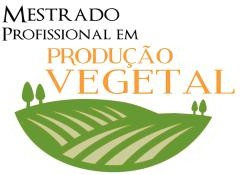 MESTRADO
PROFISSIONAL EM
PRODUÇÃO
VEGETAL